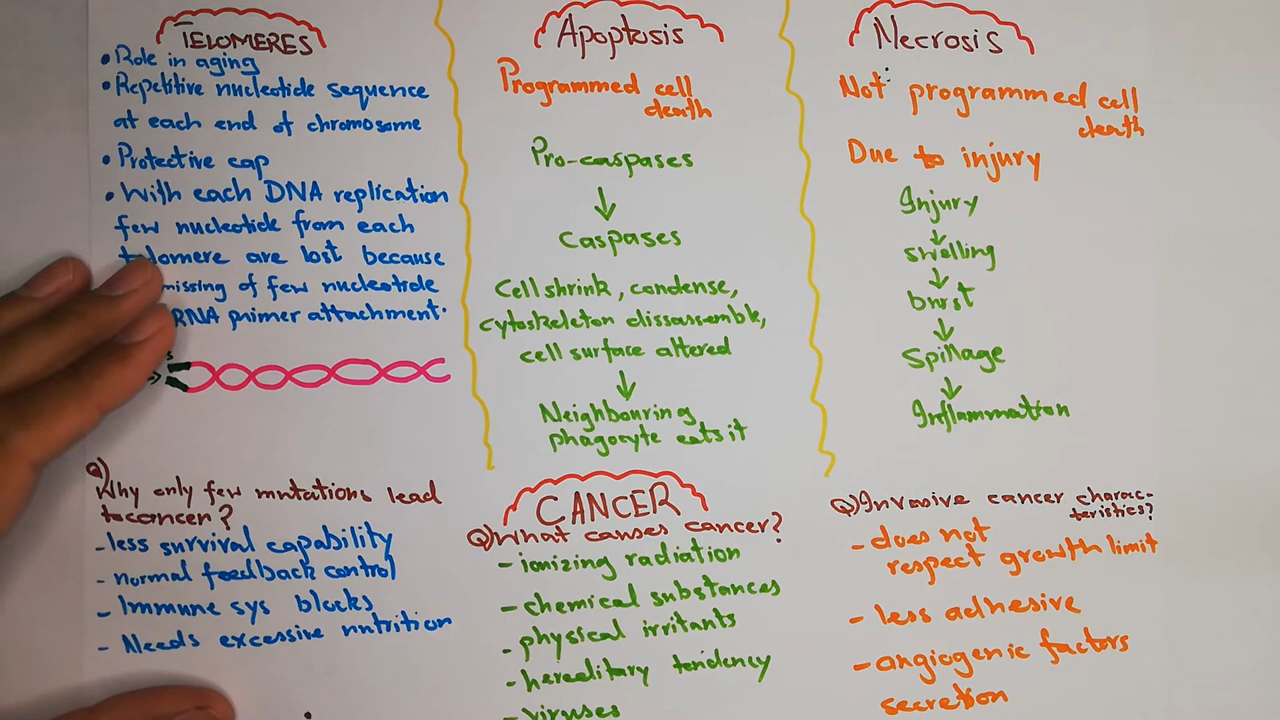 TELOMERES
• Role in aging
• Repetitive nucleotide sequence
at each end of chromosome
• Protective cap
• With each DNA replication
few nucleotide from each
telomere are lost because
missing of few nucleotide
RNA primer attachment.
Apoptosis
Programmed cell
death
Pro-caspases
↓
Caspases
Cell shrink, condense,
cytoskeleton dissassemble,
cell surface altered
↓
Neighbouring
phagocyte eats it
Necrosis
Not programmed cell
death
Due to injury
Injury
↓
swelling
↓
burst
↓
Spillage
↓
Inflammation
Q)
Why only few mutations lead
to cancer?
- less survival capability
- normal feedback control
- Immune sys blocks
- Needs excessive nutrition
CANCER
Q) What causes cancer?
- ionizing radiation
- chemical substances
- physical irritants
- hereditary tendency
- viruses
Q) Invasive cancer charac-
teristics?
- does not
respect growth limit
- less adhesive
- angiogenic factors
secretion